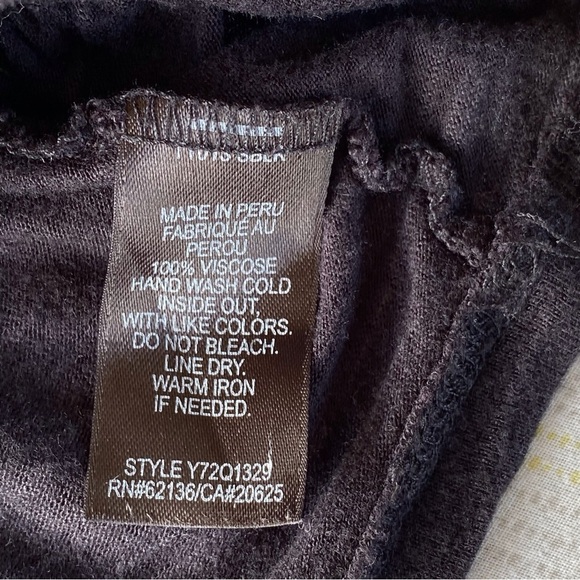 MADE IN PERU
FABRIQUE AU
PEROU
100% VISCOSE
HAND WASH COLD
INSIDE OUT,
WITH LIKE COLORS.
DO NOT BLEACH.
LINE DRY.
WARM IRON
IF NEEDED.
STYLE Y72Q1329
RN#62136/CA#20625